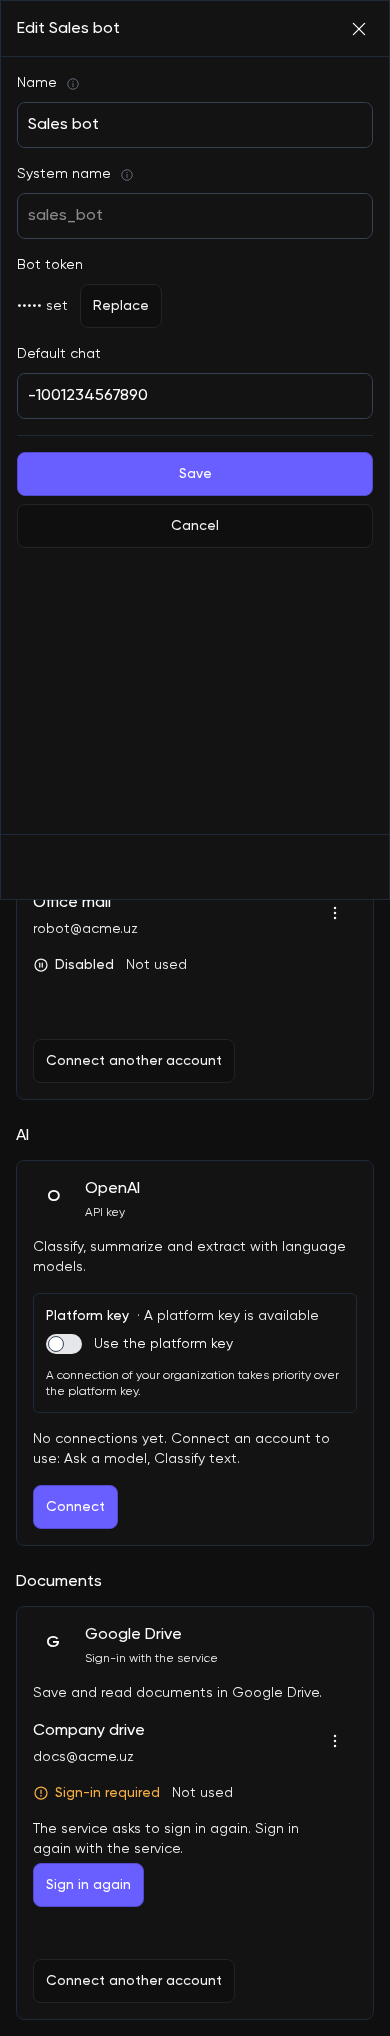 Edit Sales bot
Name
Sales bot
System name
sales_bot
Bot token
••••• set Replace
Default chat
-1001234567890
Save
Cancel
Office mail
robot@acme.uz
Disabled Not used
Connect another account
AI
O OpenAI
API key
Classify, summarize and extract with language
models.
Platform key · A platform key is available
Use the platform key
A connection of your organization takes priority over
the platform key.
No connections yet. Connect an account to
use: Ask a model, Classify text.
Connect
Documents
G Google Drive
Sign-in with the service
Save and read documents in Google Drive.
Company drive
docs@acme.uz
Sign-in required Not used
The service asks to sign in again. Sign in
again with the service.
Sign in again
Connect another account